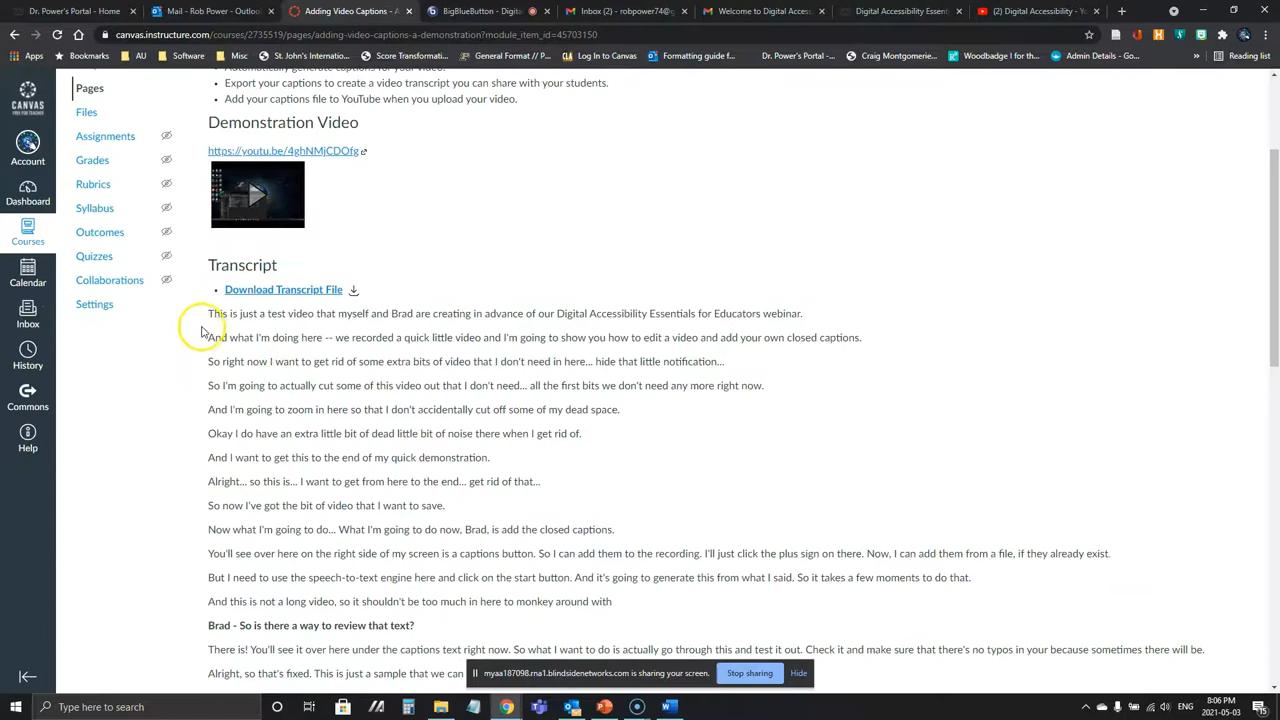 Dr. Power's Portal - Home
Mail - Rob Power - Outlook
Adding Video Captions - A
BigBlueButton - Digita
Inbox (1) - robpower74@g
Welcome to Digital Access
Digital Accessibility Essent
(2) Digital Accessibility - Yo
canvas.instructure.com/courses/2735519/pages/adding-video-captions-a-demonstration?module_item_id=45703150
Apps
Bookmarks
AU
Software
Misc.
Score Transformati...
General // P...
Log In to Canvas
Formatting guide f...
Dr. Power's Portal -...
Craig Montgomerie...
Woodbadge I for th...
Admin Details - Go...
»
Reading list
CANVAS
FREE FOR TEACHER
Account
Dashboard
Courses
Calendar
Inbox
History
Commons
Help
Pages
Files
Assignments
Grades
Rubrics
Syllabus
Outcomes
Quizzes
Collaborations
Settings
Automatically generate captions for your video.
Export your captions to create a video transcript you can share with your students.
Add your captions file to YouTube when you upload your video.
Demonstration Video
https://youtu.be/4ghNMjCDOfg
Transcript
Download Transcript File
This is just a test video that myself and Brad are creating in advance of our Digital Accessibility Essentials for Educators webinar.
And what I'm doing here -- we recorded a quick little video and I'm going to show you how to edit a video and add your own closed captions.
So right now I want to get rid of some extra bits of video that I don't need in here... hide that little notification...
So I'm going to actually cut some of this video out that I don't need... all the first bits we don't need any more right now.
And I'm going to zoom in here so that I don't accidentally cut off some of my dead space.
Okay I do have an extra little bit of dead little bit of noise there when I get rid of.
And I want to get this to the end of my quick demonstration.
Alright... so this is... I want to get from here to the end... get rid of that...
So now I've got the bit of video that I want to save.
Now what I'm going to do... What I'm going to do now, Brad, is add the closed captions.
You'll see over here on the right side of my screen is a captions button. So I can add them to the recording. I'll just click the plus sign on there. Now, I can add them from a file, if they already exist.
But I need to use the speech-to-text engine here and click on the start button. And it's going to generate this from what I said. So it takes a few moments to do that.
And this is not a long video, so it shouldn't be too much in here to monkey around with
Brad - So is there a way to review that text?
There is! You'll see it over here under the captions text right now. So what I want to do is actually go through this and test it out. Check it and make sure that there's no typos in your because sometimes there will be.
Alright, so that's fixed. This is just a sample that we can
myaa187098.rna1.blindsidenetworks.com is sharing your screen.
Stop sharing
Hide
Type here to search
ENG
8:06 PM
2021-05-03